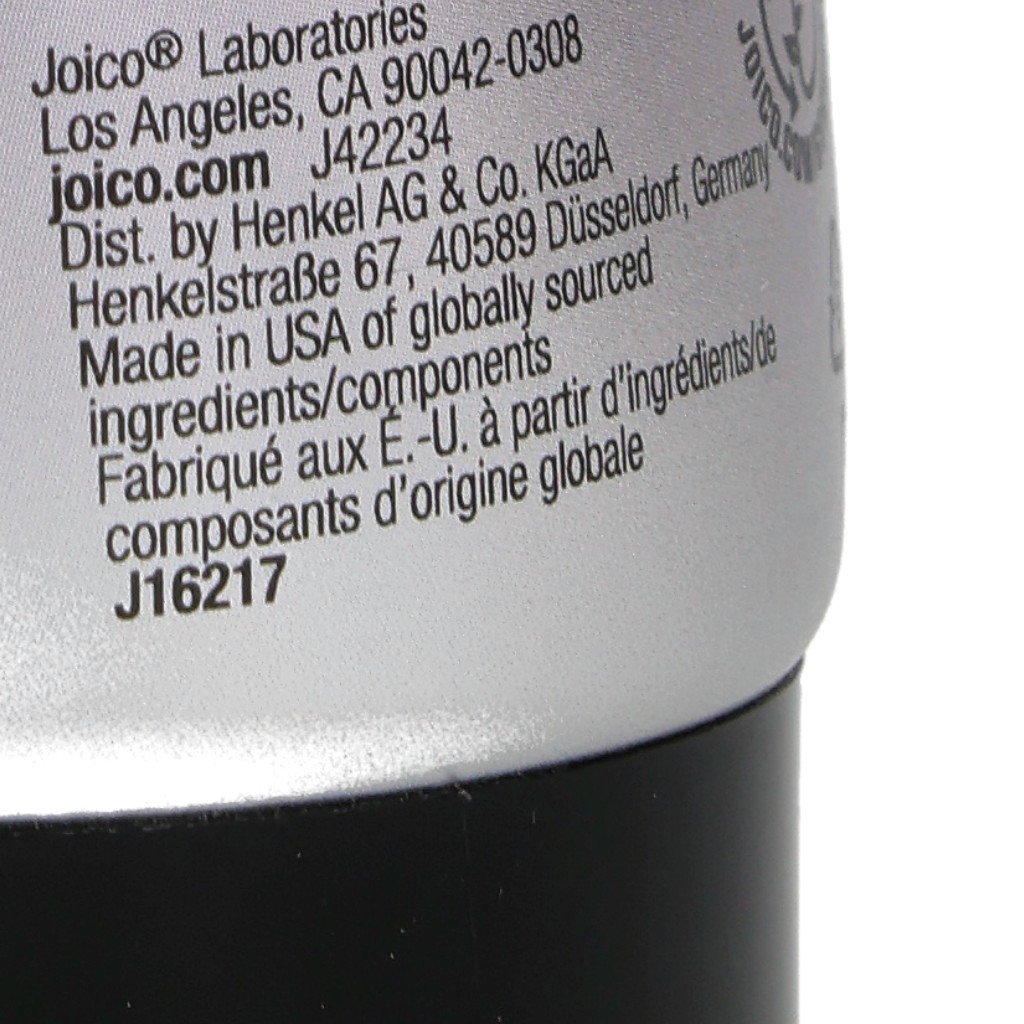 Joico® Laboratories
Los Angeles, CA 90042-0308
joico.com J42234
Dist. by Henkel AG & Co. KGaA
Henkelstraße 67, 40589 Düsseldorf, Germany
Made in USA of globally sourced
ingredients/components
Fabriqué aux É.-U. à partir d'ingrédients/de
composants d'origine globale
J16217
JOICO.COM